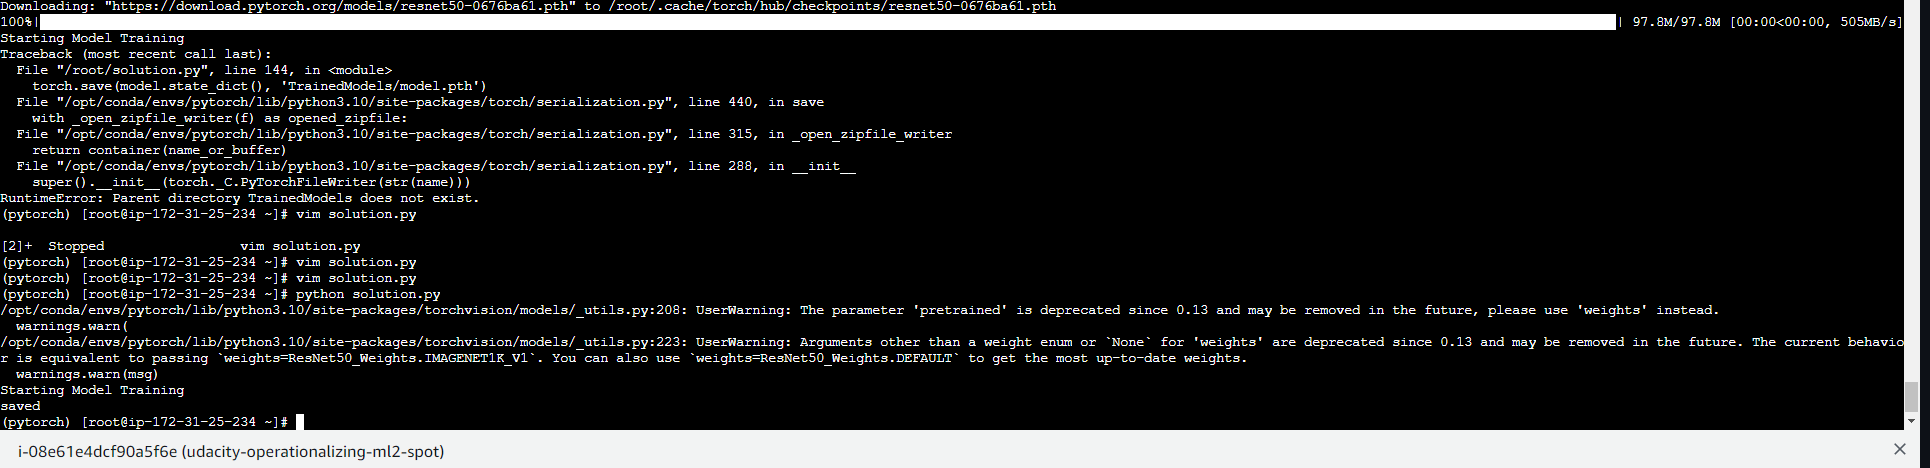 Downloading: "https://download.pytorch.org/models/resnet50-0676ba61.pth" to /root/.cache/torch/hub/checkpoints/resnet50-0676ba61.pth
100%| | 97.8M/97.8M [00:00<00:00, 505MB/s]
Starting Model Training
Traceback (most recent call last):
  File "/root/solution.py", line 144, in <module>
    torch.save(model.state_dict(), 'TrainedModels/model.pth')
  File "/opt/conda/envs/pytorch/lib/python3.10/site-packages/torch/serialization.py", line 440, in save
    with _open_zipfile_writer(f) as opened_zipfile:
  File "/opt/conda/envs/pytorch/lib/python3.10/site-packages/torch/serialization.py", line 315, in _open_zipfile_writer
    return container(name_or_buffer)
  File "/opt/conda/envs/pytorch/lib/python3.10/site-packages/torch/serialization.py", line 288, in __init__
    super().__init__(torch._C.PyTorchFileWriter(str(name)))
RuntimeError: Parent directory TrainedModels does not exist.
(pytorch) [root@ip-172-31-25-234 ~]# vim solution.py
[2]+  Stopped                 vim solution.py
(pytorch) [root@ip-172-31-25-234 ~]# vim solution.py
(pytorch) [root@ip-172-31-25-234 ~]# vim solution.py
(pytorch) [root@ip-172-31-25-234 ~]# python solution.py
/opt/conda/envs/pytorch/lib/python3.10/site-packages/torchvision/models/_utils.py:208: UserWarning: The parameter 'pretrained' is deprecated since 0.13 and may be removed in the future, please use 'weights' instead.
  warnings.warn(
/opt/conda/envs/pytorch/lib/python3.10/site-packages/torchvision/models/_utils.py:223: UserWarning: Arguments other than a weight enum or `None` for 'weights' are deprecated since 0.13 and may be removed in the future. The current behavio
r is equivalent to passing `weights=ResNet50_Weights.IMAGENET1K_V1`. You can also use `weights=ResNet50_Weights.DEFAULT` to get the most up-to-date weights.
  warnings.warn(msg)
Starting Model Training
saved
(pytorch) [root@ip-172-31-25-234 ~]#
i-08e61e4dcf90a5f6e (udacity-operationalizing-ml2-spot)